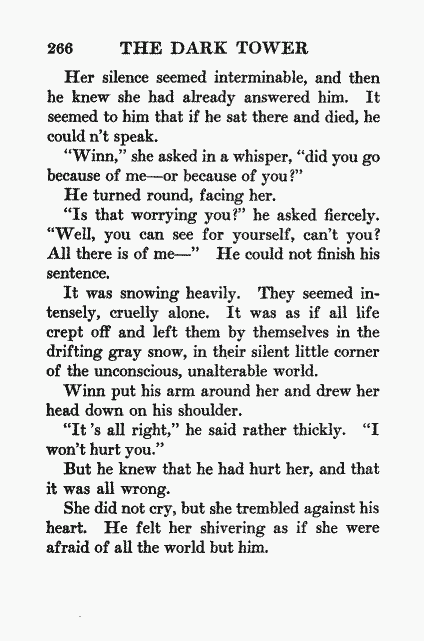 266 THE DARK TOWER
Her silence seemed interminable, and then
he knew she had already answered him. It
seemed to him that if he sat there and died, he
could n't speak.
"Winn," she asked in a whisper, "did you go
because of me—or because of you?"
He turned round, facing her.
"Is that worrying you?" he asked fiercely.
"Well, you can see for yourself, can't you?
All there is of me—" He could not finish his
sentence.
It was snowing heavily. They seemed in-
tensely, cruelly alone. It was as if all life
crept off and left them by themselves in the
drifting gray snow, in their silent little corner
of the unconscious, unalterable world.
Winn put his arm around her and drew her
head down on his shoulder.
"It 's all right," he said rather thickly. "I
won't hurt you."
But he knew that he had hurt her, and that
it was all wrong.
She did not cry, but she trembled against his
heart. He felt her shivering as if she were
afraid of all the world but him.